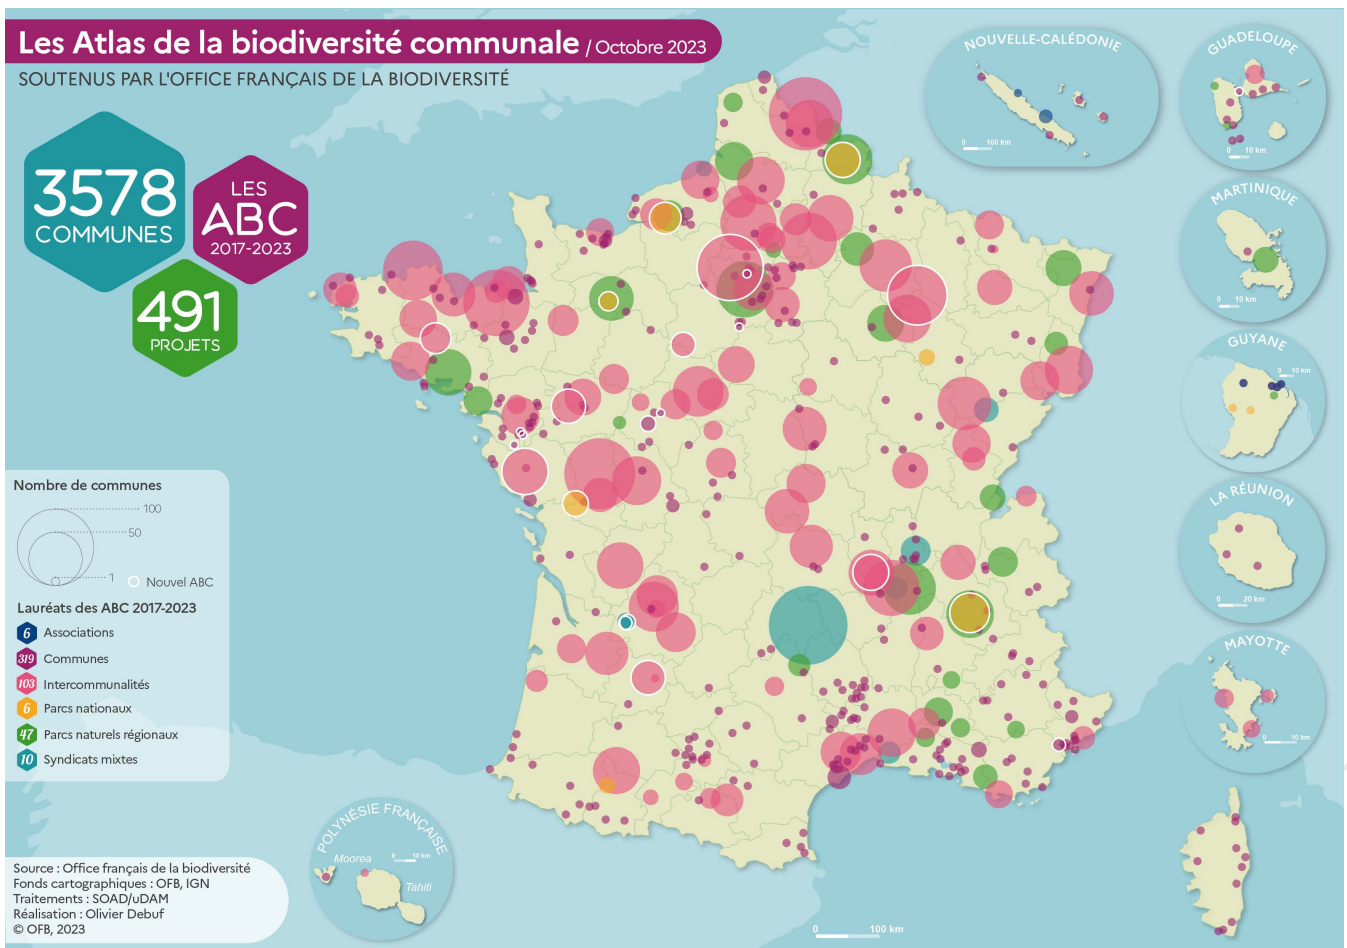 Les Atlas de la biodiversité communale / Octobre 2023
SOUTENUS PAR L'OFFICE FRANÇAIS DE LA BIODIVERSITÉ
3578
COMMUNES
LES
ABC
2017-2023
491
PROJETS
NOUVELLE-CALÉDONIE
0 100 km
GUADELOUPE
0 10 km
MARTINIQUE
0 10 km
GUYANE
0 10 km
LA RÉUNION
0 20 km
MAYOTTE
0 10 km
Nombre de communes
100
50
1
Nouvel ABC
Lauréats des ABC 2017-2023
6 Associations
319 Communes
103 Intercommunalités
6 Parcs nationaux
47 Parcs naturels régionaux
10 Syndicats mixtes
POLYNÉSIE FRANÇAISE
Moorea
0 10 km
Tahiti
Source : Office français de la biodiversité
Fonds cartographiques : OFB, IGN
Traitements : SOAD/uDAM
Réalisation : Olivier Debuf
© OFB, 2023
0 100 km